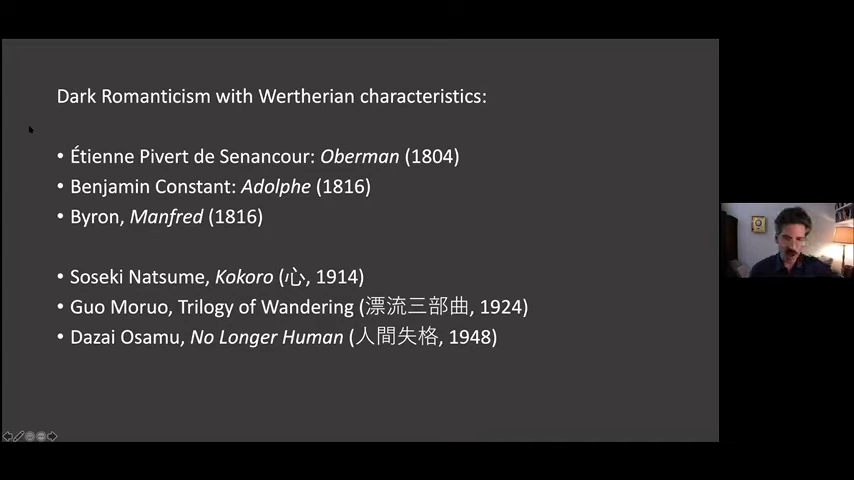 Dark Romanticism with Wertherian characteristics:
• Étienne Pivert de Senancour: Oberman (1804)
• Benjamin Constant: Adolphe (1816)
• Byron, Manfred (1816)
• Soseki Natsume, Kokoro (心, 1914)
• Guo Moruo, Trilogy of Wandering (漂流三部曲, 1924)
• Dazai Osamu, No Longer Human (人間失格, 1948)